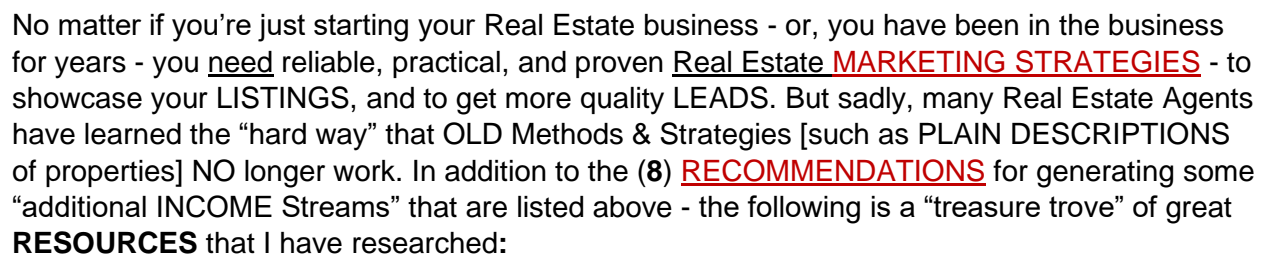 No matter if you’re just starting your Real Estate business - or, you have been in the business
for years - you need reliable, practical, and proven Real Estate MARKETING STRATEGIES - to
showcase your LISTINGS, and to get more quality LEADS. But sadly, many Real Estate Agents
have learned the “hard way” that OLD Methods & Strategies [such as PLAIN DESCRIPTIONS
of properties] NO longer work. In addition to the (8) RECOMMENDATIONS for generating some
“additional INCOME Streams” that are listed above - the following is a “treasure trove” of great
RESOURCES that I have researched: